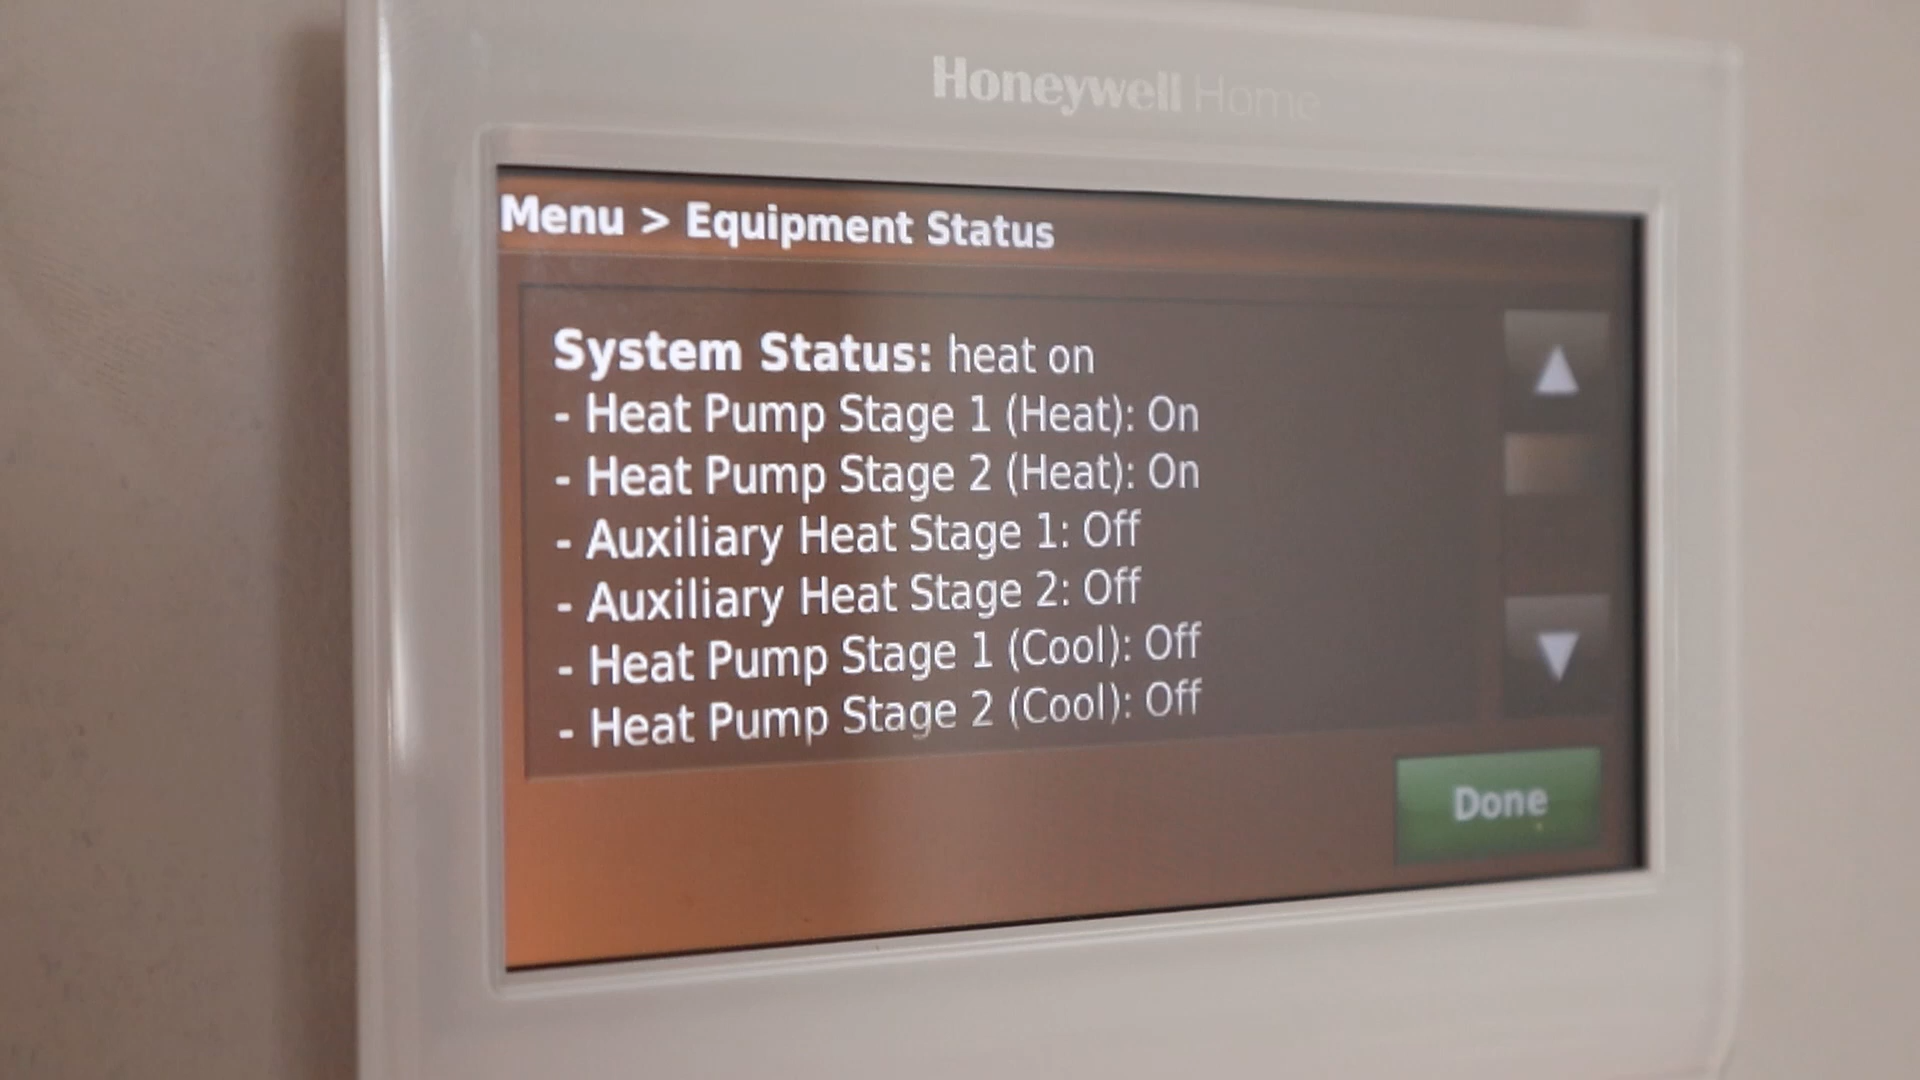 Honeywell Home
Menu > Equipment Status
System Status: heat on
- Heat Pump Stage 1 (Heat): On
- Heat Pump Stage 2 (Heat): On
- Auxiliary Heat Stage 1: Off
- Auxiliary Heat Stage 2: Off
- Heat Pump Stage 1 (Cool): Off
- Heat Pump Stage 2 (Cool): Off
Done